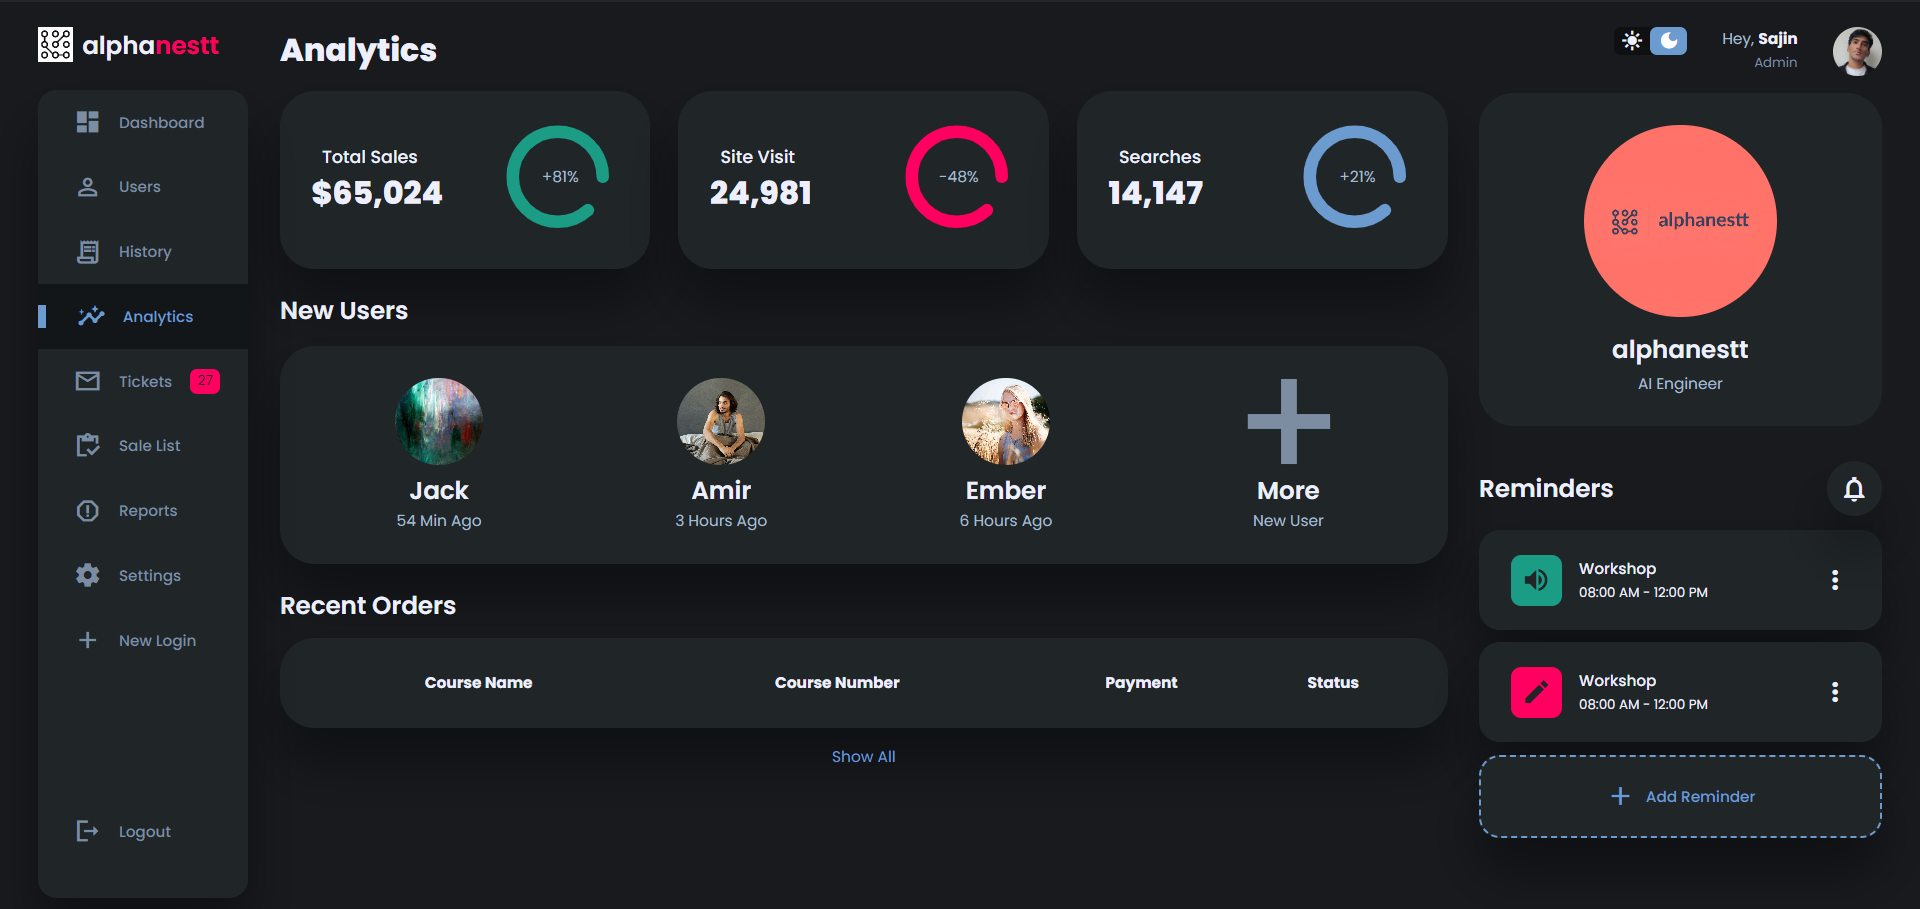 alphanestt
Dashboard
Users
History
Analytics
Tickets 27
Sale List
Reports
Settings
New Login
Logout
Analytics
Total Sales
$65,024
+81%
Site Visit
24,981
-48%
Searches
14,147
+21%
New Users
Jack
54 Min Ago
Amir
3 Hours Ago
Ember
6 Hours Ago
More
New User
Recent Orders
Course Name Course Number Payment Status
Show All
Hey, Sajin
Admin
alphanestt
alphanestt
AI Engineer
Reminders
Workshop
08:00 AM - 12:00 PM
Workshop
08:00 AM - 12:00 PM
Add Reminder